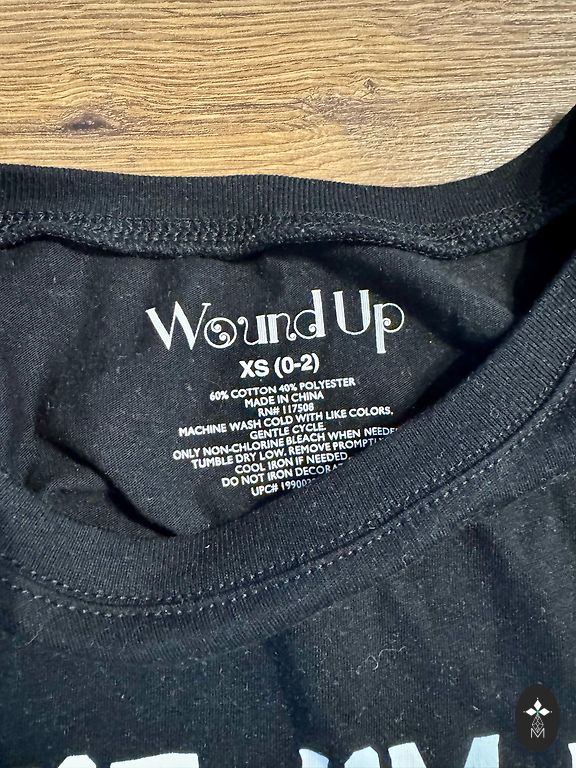 Wound Up
XS (0-2)
60% COTTON 40% POLYESTER
MADE IN CHINA
RN# 117508
MACHINE WASH COLD WITH LIKE COLORS,
GENTLE CYCLE.
ONLY NON-CHLORINE BLEACH WHEN
TUMBLE DRY LOW. REMOVE
COOL IRON IF NEEDED.
DO NOT IRON
UPC#
M